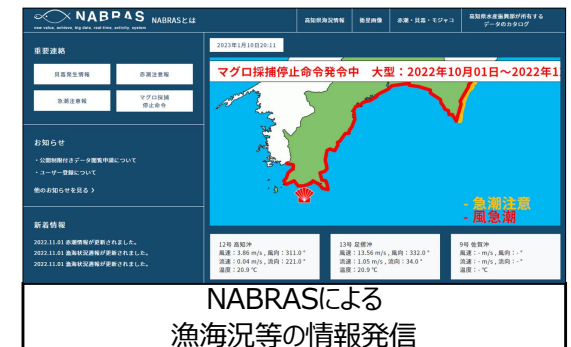 NABRAS NABRASとは 高知県海況情報 衛星画像 赤潮・貝毒・モジャコ 高知県水産振興部が所有する
データのカタログ
new value, achieve, big data, real-time, activity, system
重要連絡
貝毒発生情報 赤潮注意報
急潮注意報 マグロ採捕
停止命令
お知らせ
・公開制限付きデータ閲覧申請について
・ユーザー登録について
他のお知らせを見る >
新着情報
2022.11.01 赤潮情報が更新されました。
2022.11.01 漁海状況週報が更新されました。
2022.11.01 漁海状況週報が更新されました。
2023年1月10日20:11
マグロ採捕停止命令発令中 大型：2022年10月01日～2022年1
- 急潮注意
- 風急潮
12号 高知沖
風速：3.86 m/s , 風向：311.0 °
流速：0.04 m/s , 流向：221.0 °
温度：20.9 ℃
13号 足摺沖
風速：13.56 m/s , 風向：332.0 °
流速：1.05 m/s , 流向：34.0 °
温度：20.9 ℃
9号 佐賀沖
風速：- m/s , 風向：- °
流速：- m/s , 流向：- °
温度：- ℃
NABRASによる
漁海況等の情報発信